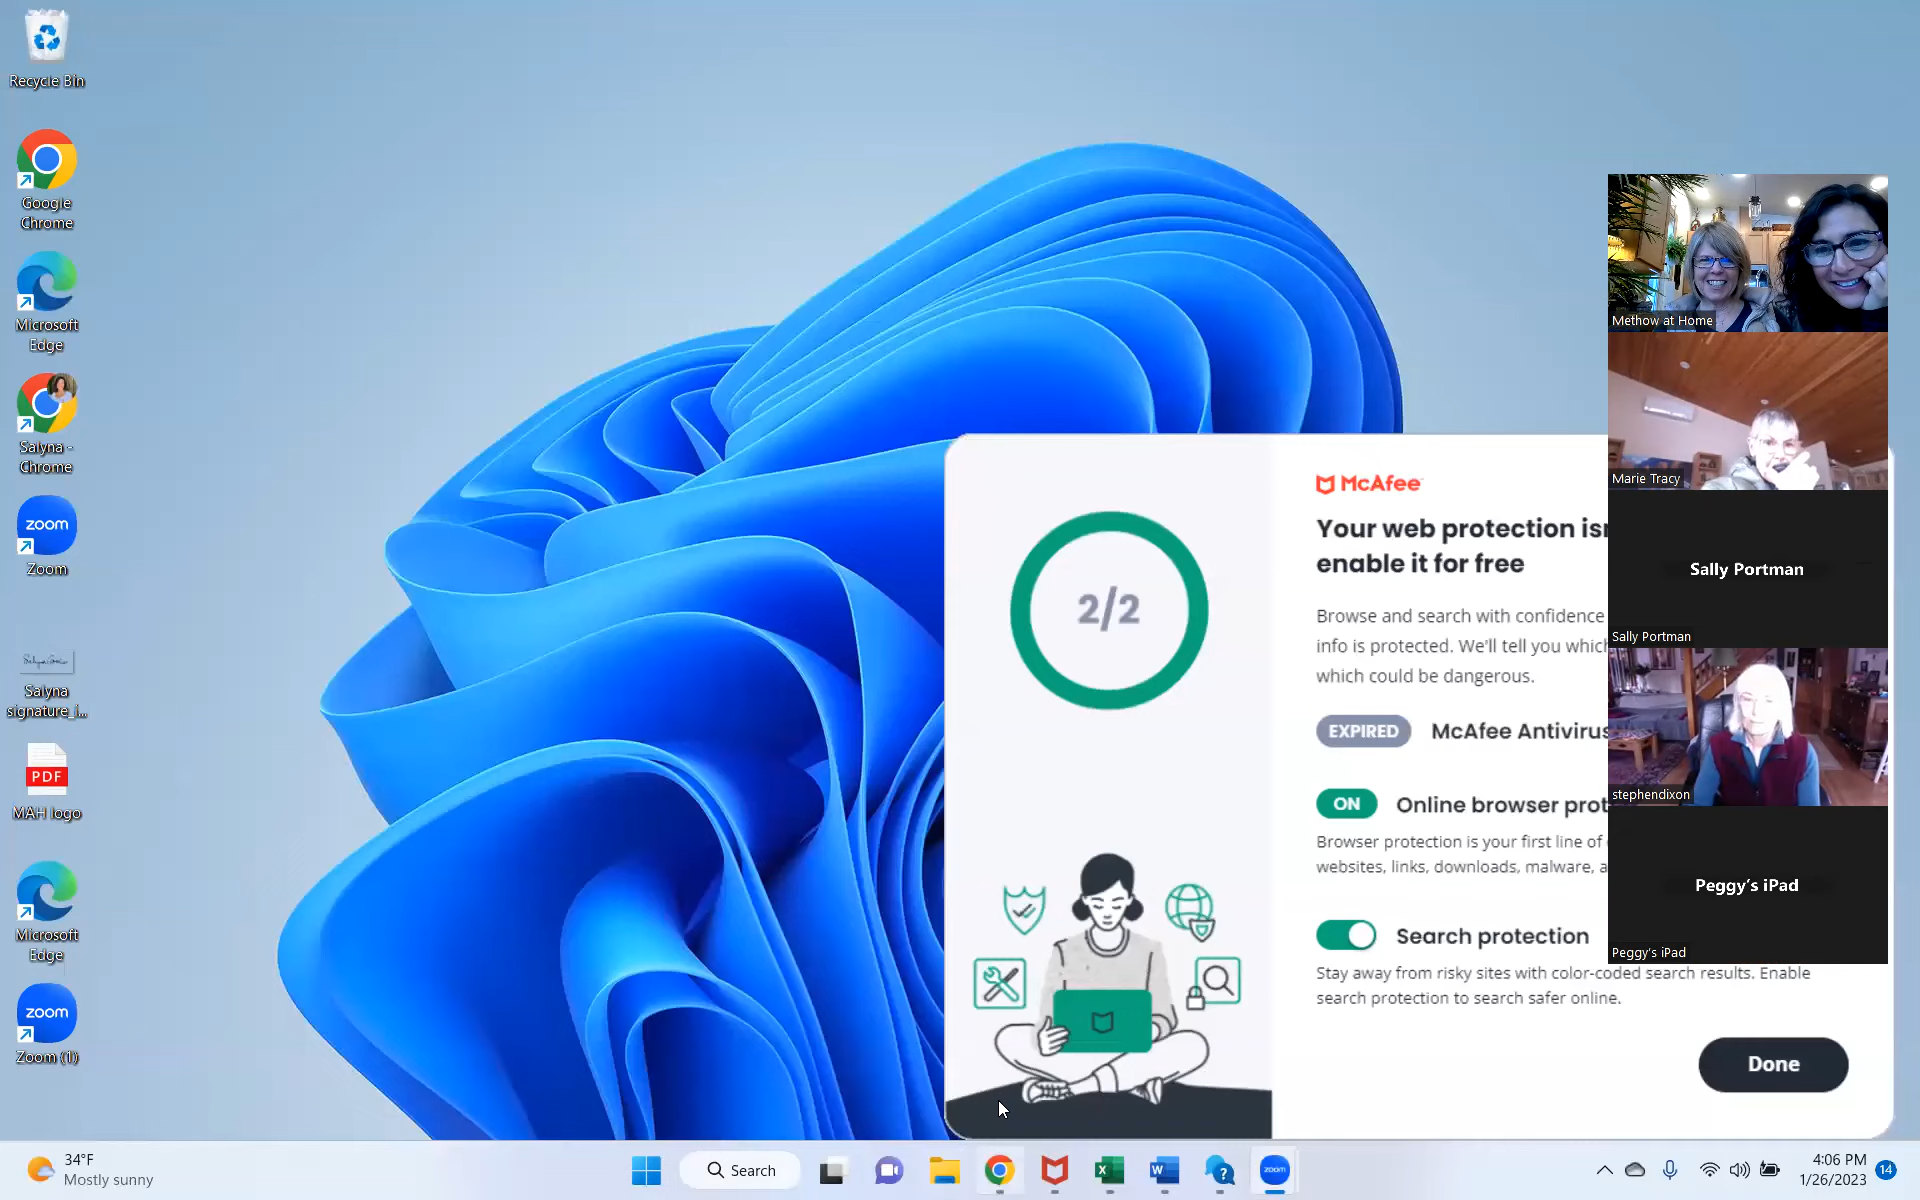 Recycle Bin
Google
Chrome
Microsoft
Edge
Salyna -
Chrome
zoom
Zoom
Salyna
signature_i...
PDF
MAH logo
Microsoft
Edge
zoom
Zoom (1)
Methow at Home
Marie Tracy
Sally Portman
Sally Portman
stephendixon
Peggy's iPad
Peggy's iPad
2/2
McAfee
Your web protection isn
enable it for free
Browse and search with confidence
info is protected. We'll tell you which
which could be dangerous.
EXPIRED McAfee Antivirus
ON Online browser prot
Browser protection is your first line of
websites, links, downloads, malware, a
Search protection
Stay away from risky sites with color-coded search results. Enable
search protection to search safer online.
Done
34°F
Mostly sunny
Search
zoom
4:06 PM
1/26/2023
14